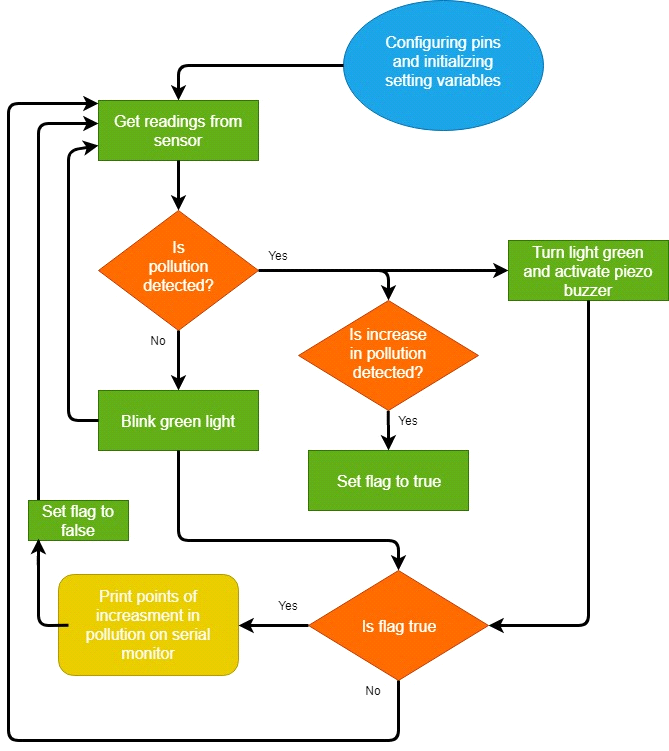 Configuring pins
and initializing
setting variables
Get readings from
sensor
Is
pollution
detected?
Yes
Turn light green
and activate piezo
buzzer
Is increase
in pollution
detected?
No
Yes
Blink green light
Set flag to true
Set flag to
false
Print points of
increasment in
pollution on serial
monitor
Yes
Is flag true
No